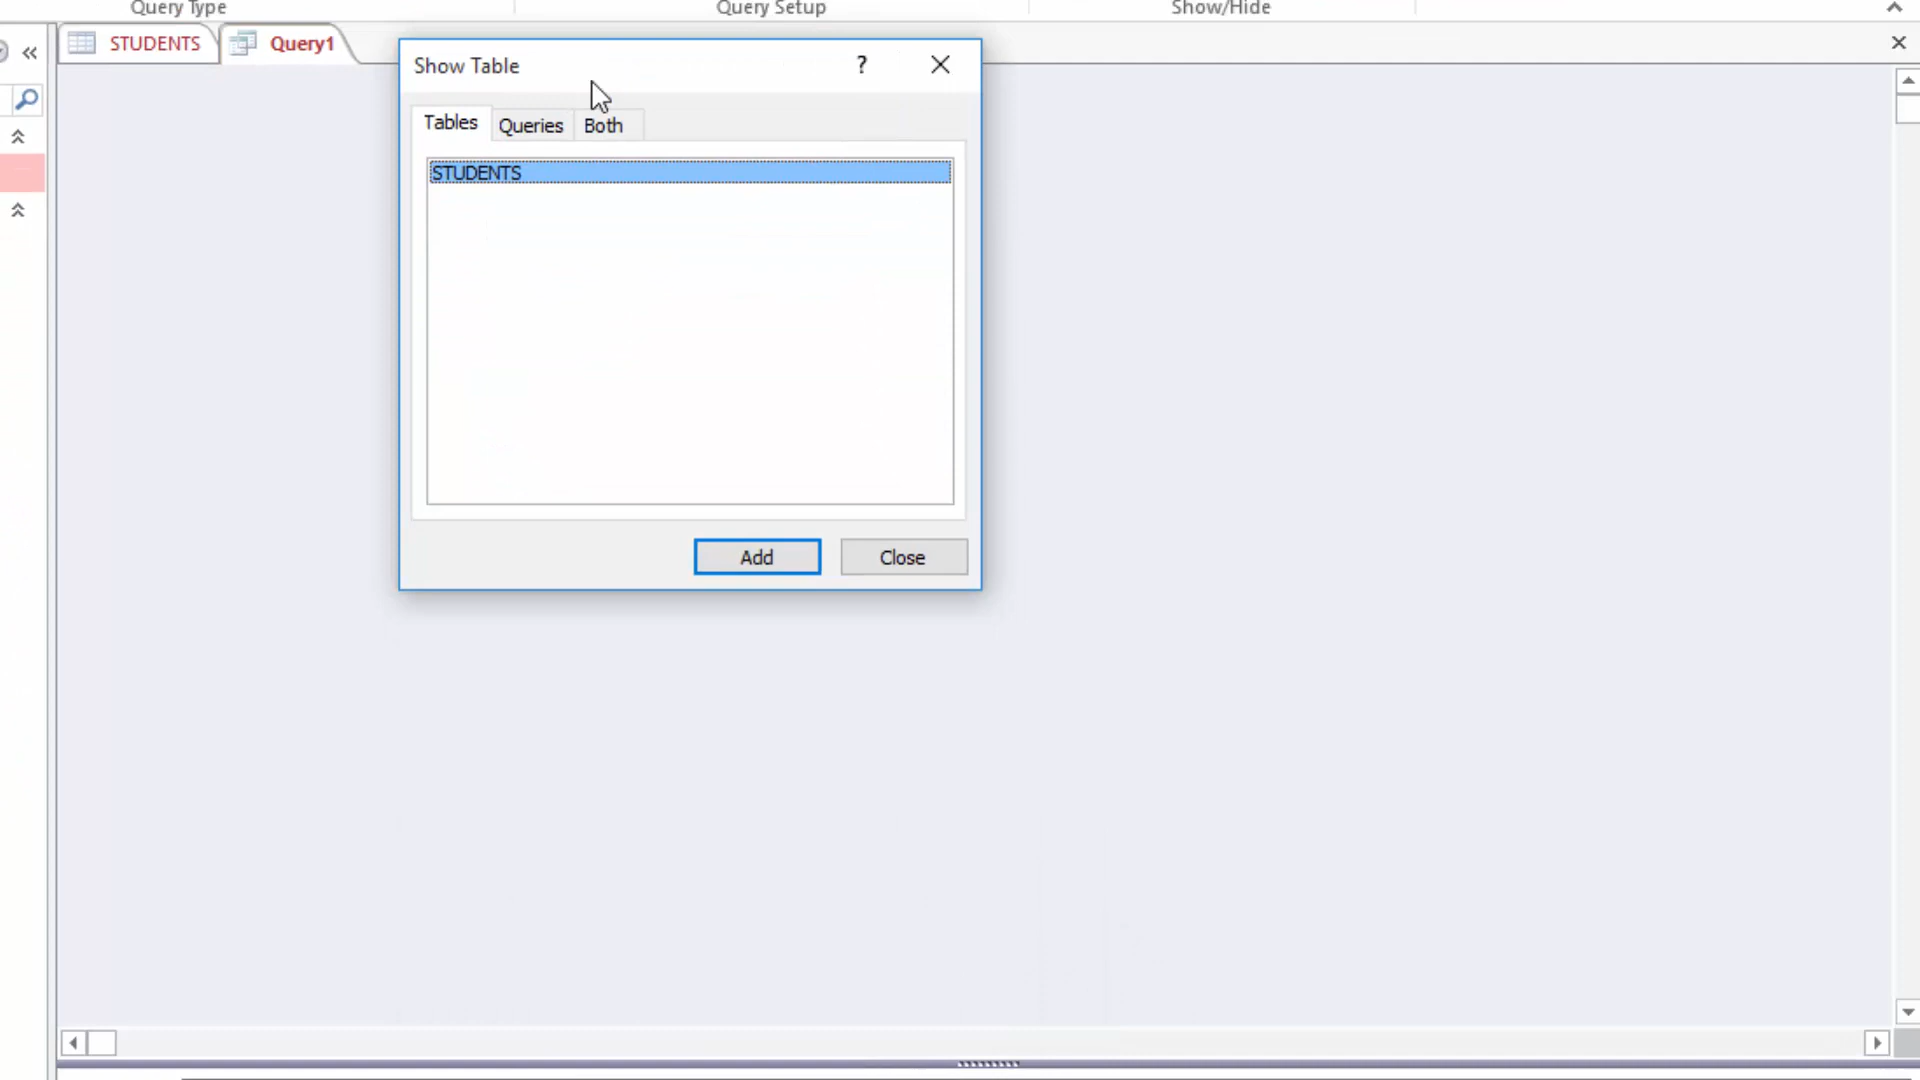 Query Type Query Setup Show/Hide
STUDENTS Query1
Show Table ?
Tables Queries Both
STUDENTS
Add Close